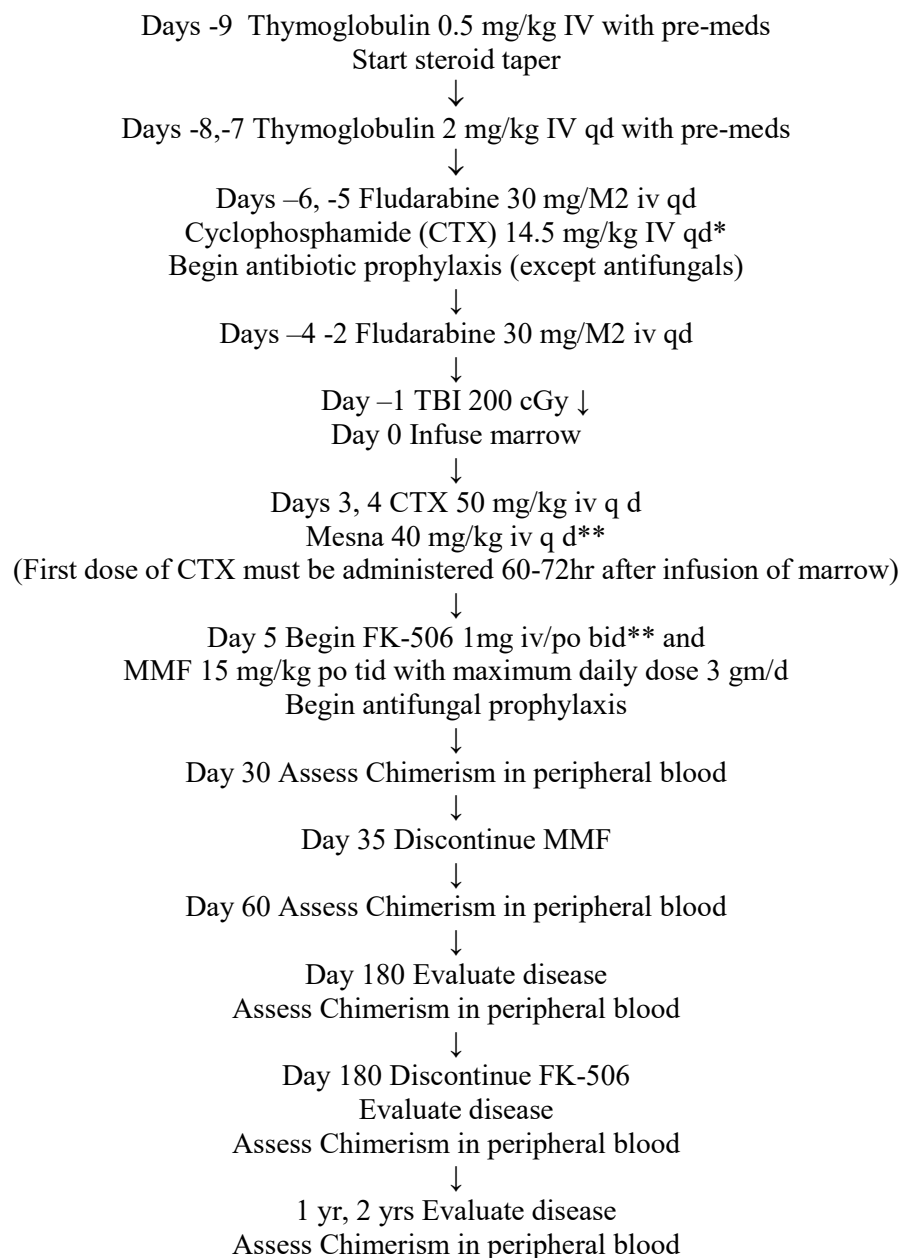 Days -9  Thymoglobulin 0.5 mg/kg IV with pre-meds
Start steroid taper
↓
Days -8,-7 Thymoglobulin 2 mg/kg IV qd with pre-meds
↓
Days –6, -5 Fludarabine 30 mg/M2 iv qd
Cyclophosphamide (CTX) 14.5 mg/kg IV qd*
Begin antibiotic prophylaxis (except antifungals)
↓
Days –4 -2 Fludarabine 30 mg/M2 iv qd
↓
Day –1 TBI 200 cGy ↓
Day 0 Infuse marrow
↓
Days 3, 4 CTX 50 mg/kg iv q d
Mesna 40 mg/kg iv q d**
(First dose of CTX must be administered 60-72hr after infusion of marrow)
↓
Day 5 Begin FK-506 1mg iv/po bid** and
MMF 15 mg/kg po tid with maximum daily dose 3 gm/d
Begin antifungal prophylaxis
↓
Day 30 Assess Chimerism in peripheral blood
↓
Day 35 Discontinue MMF
↓
Day 60 Assess Chimerism in peripheral blood
↓
Day 180 Evaluate disease
Assess Chimerism in peripheral blood
↓
Day 180 Discontinue FK-506
Evaluate disease
Assess Chimerism in peripheral blood
↓
1 yr, 2 yrs Evaluate disease
Assess Chimerism in peripheral blood